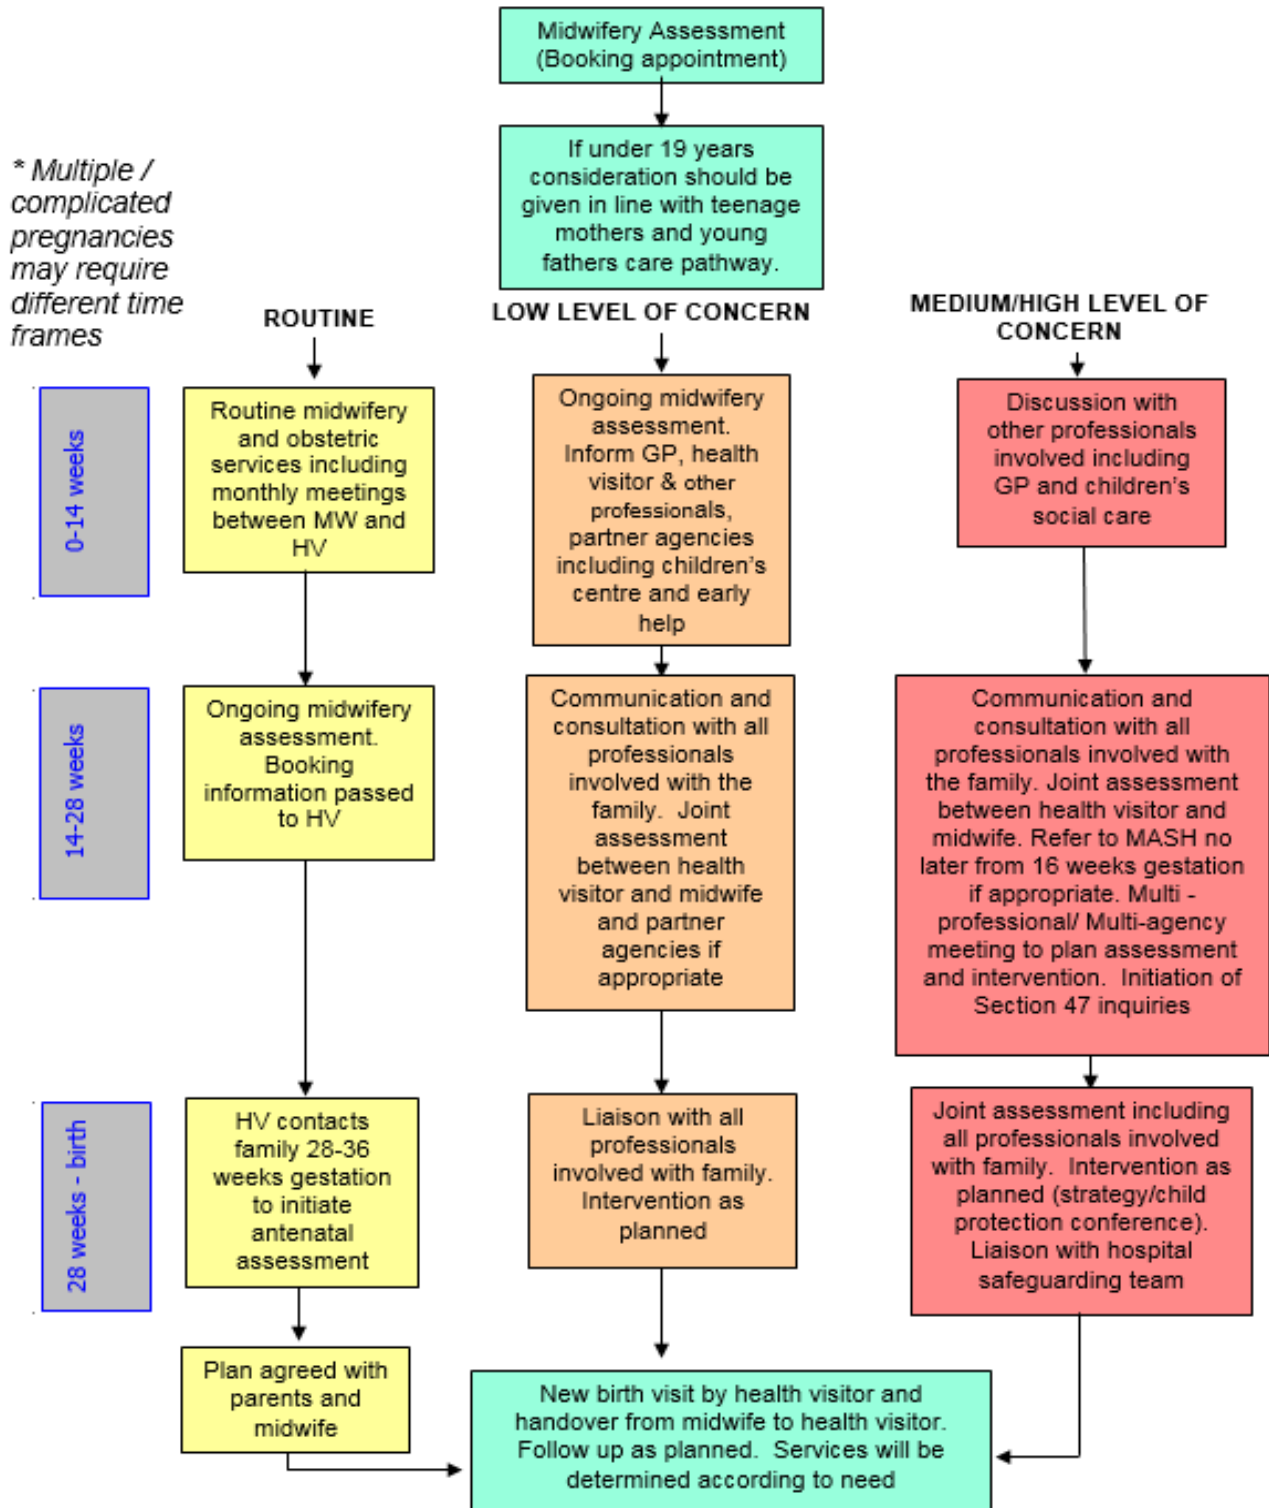 Midwifery Assessment
(Booking appointment)
If under 19 years
consideration should be
given in line with teenage
mothers and young
fathers care pathway.
* Multiple /
complicated
pregnancies
may require
different time
frames
ROUTINE
LOW LEVEL OF CONCERN
MEDIUM/HIGH LEVEL OF
CONCERN
0-14 weeks
Routine midwifery
and obstetric
services including
monthly meetings
between MW and
HV
Ongoing midwifery
assessment.
Inform GP, health
visitor & other
professionals,
partner agencies
including children's
centre and early
help
Discussion with
other professionals
involved including
GP and children's
social care
14-28 weeks
Ongoing midwifery
assessment.
Booking
information passed
to HV
Communication and
consultation with all
professionals
involved with the
family.  Joint
assessment
between health
visitor and midwife
and partner
agencies if
appropriate
Communication and
consultation with all
professionals involved with
the family. Joint assessment
between health visitor and
midwife. Refer to MASH no
later from 16 weeks gestation
if appropriate. Multi -
professional/ Multi-agency
meeting to plan assessment
and intervention.  Initiation of
Section 47 inquiries
28 weeks - birth
HV contacts
family 28-36
weeks gestation
to initiate
antenatal
assessment
Liaison with all
professionals
involved with family.
Intervention as
planned
Joint assessment including
all professionals involved
with family.  Intervention as
planned (strategy/child
protection conference).
Liaison with hospital
safeguarding team
Plan agreed with
parents and
midwife
New birth visit by health visitor and
handover from midwife to health visitor.
Follow up as planned.  Services will be
determined according to need